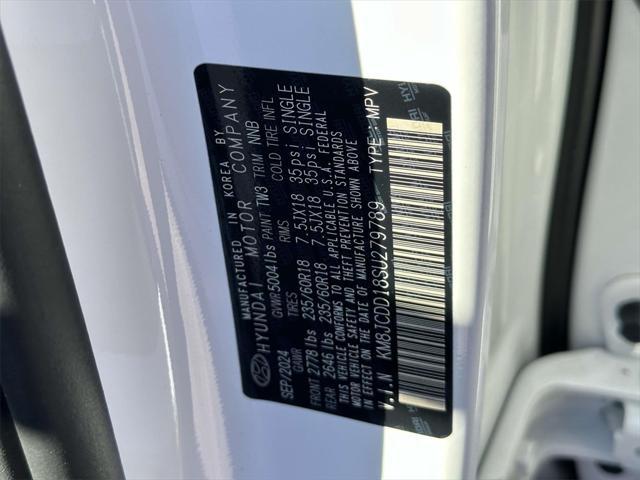 MANUFACTURED IN KOREA BY
HYUNDAI MOTOR COMPANY
SEP/2024 GVWR 5004lbs PAINT TW3 TRIM NNB
GAWR TIRES RIMS COLD TIRE INFL
FRONT 2778 lbs 235/60R18 7.5JX18 35psi SINGLE
REAR 2646 lbs 235/60R18 7.5JX18 35psi SINGLE
THIS VEHICLE CONFORMS TO ALL APPLICABLE U.S.A. FEDERAL
MOTOR VEHICLE SAFETY, BUMPER, AND THEFT PREVENTION STANDARDS
IN EFFECT ON THE DATE OF MANUFACTURE SHOWN ABOVE
V.I.N KM8JCDD18SU279789 TYPE MPV